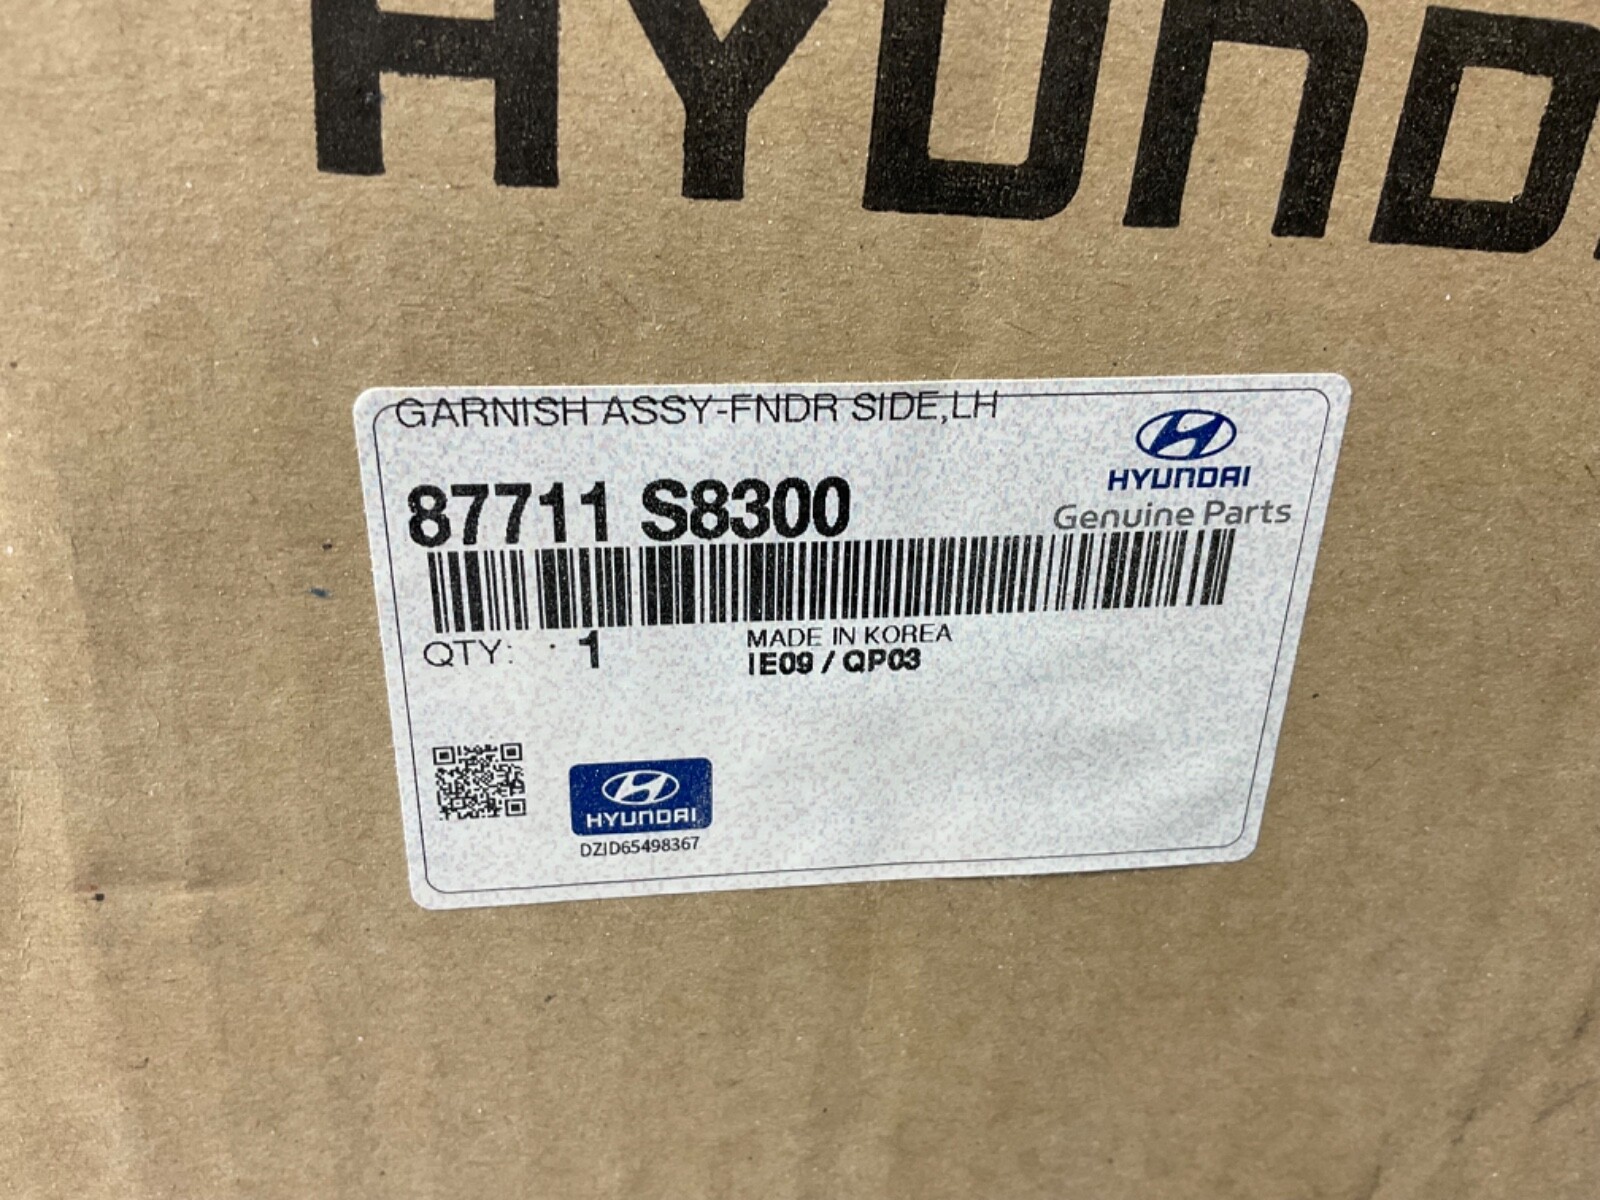 HYUNDA
GARNISH ASSY-FNDR SIDE,LH
87711 S8300
HYUNDAI
Genuine Parts
QTY: 1
MADE IN KOREA
IE09 / QP03
HYUNDAI
DZID65498367